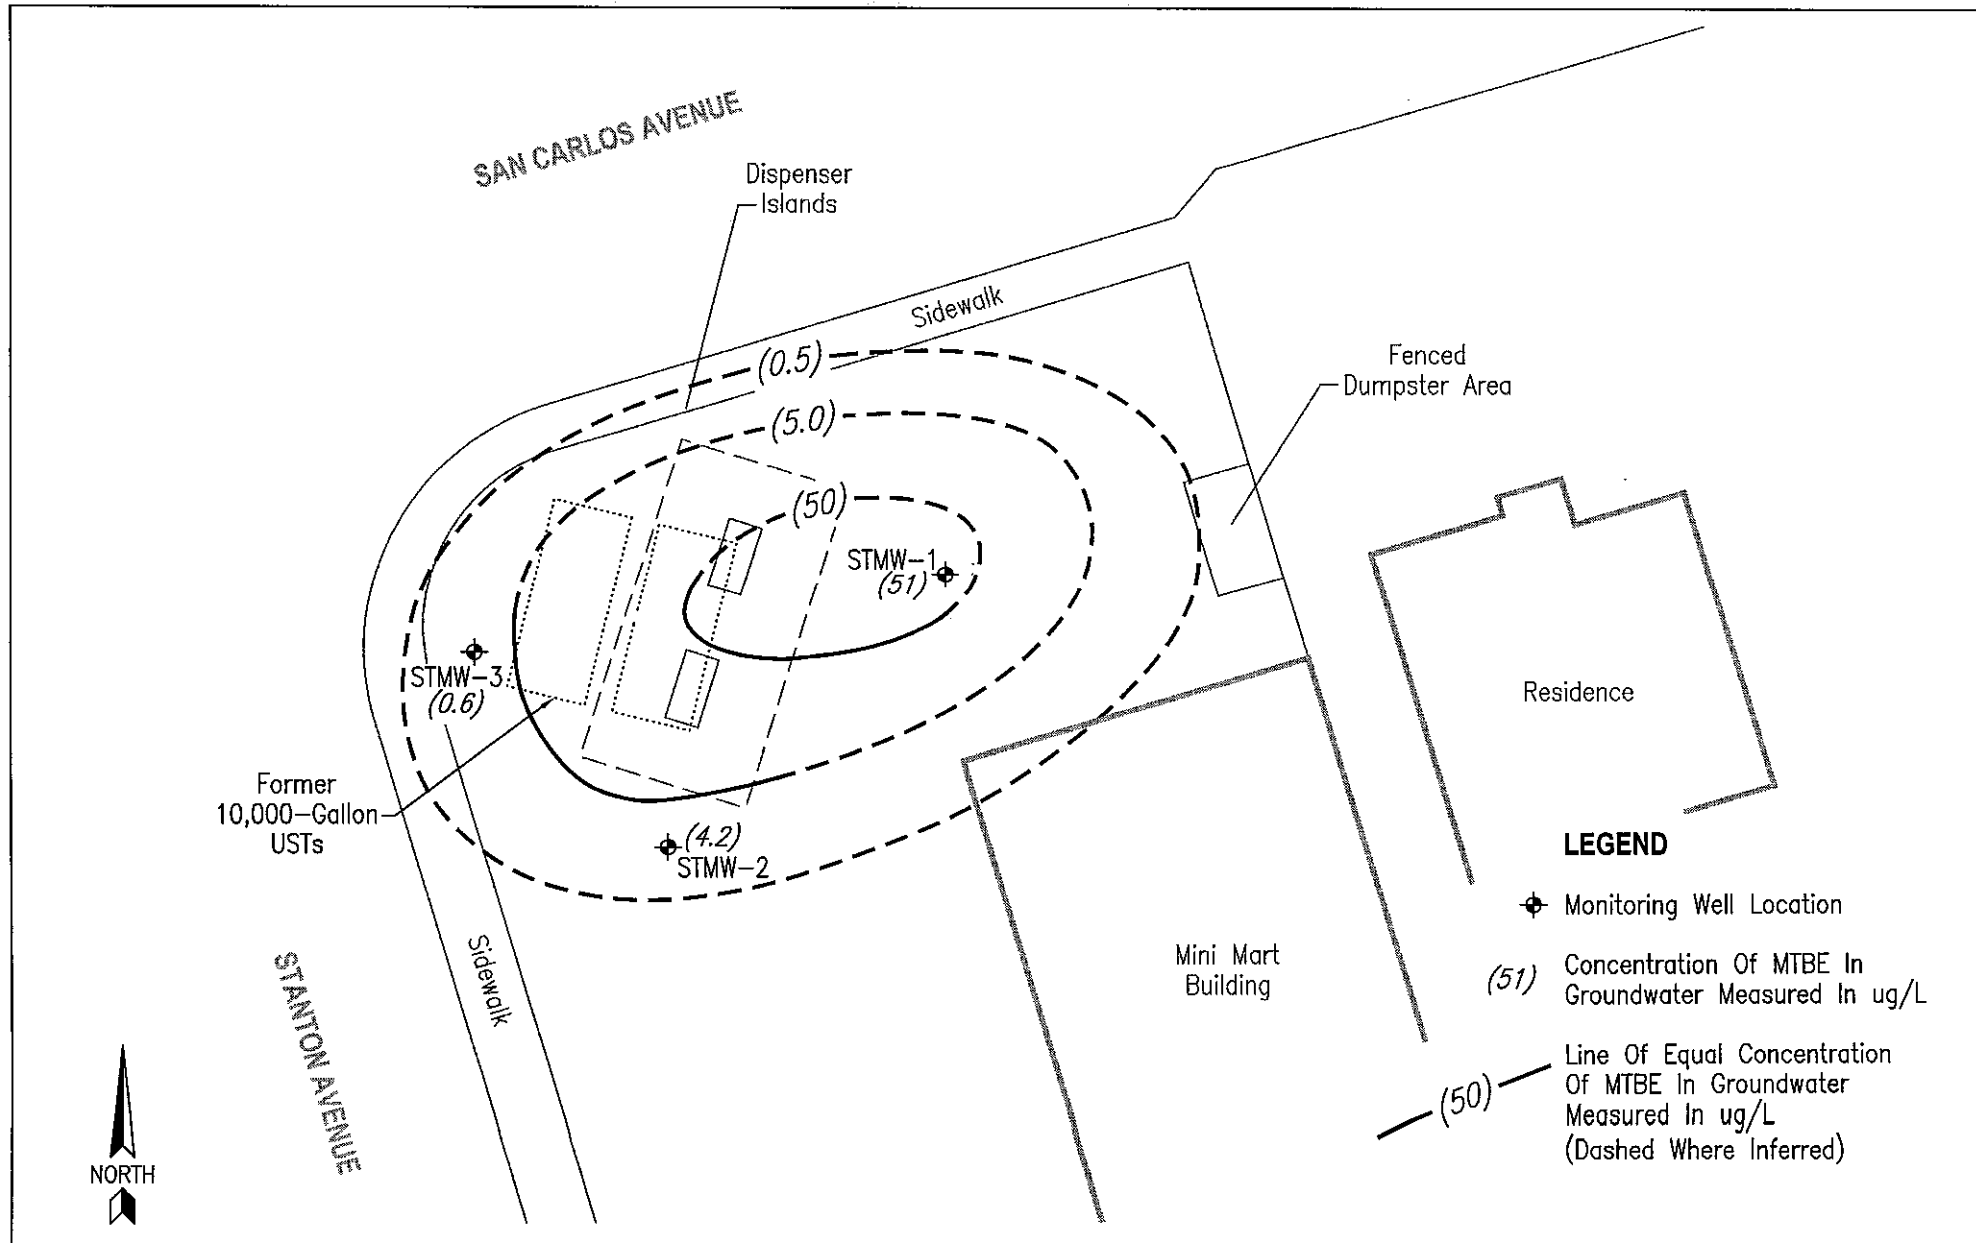 SAN CARLOS AVENUE
Dispenser
Islands
Sidewalk
(0.5)
Fenced
Dumpster Area
(5.0)
(50)
STMW-1
(51)
STMW-3
(0.6)
Residence
Former
10,000-Gallon
USTs
(4.2)
STMW-2
Sidewalk
STANTON AVENUE
Mini Mart
Building
NORTH
LEGEND
Monitoring Well Location
(51)
Concentration Of MTBE In
Groundwater Measured In ug/L
(50)
Line Of Equal Concentration
Of MTBE In Groundwater
Measured In ug/L
(Dashed Where Inferred)